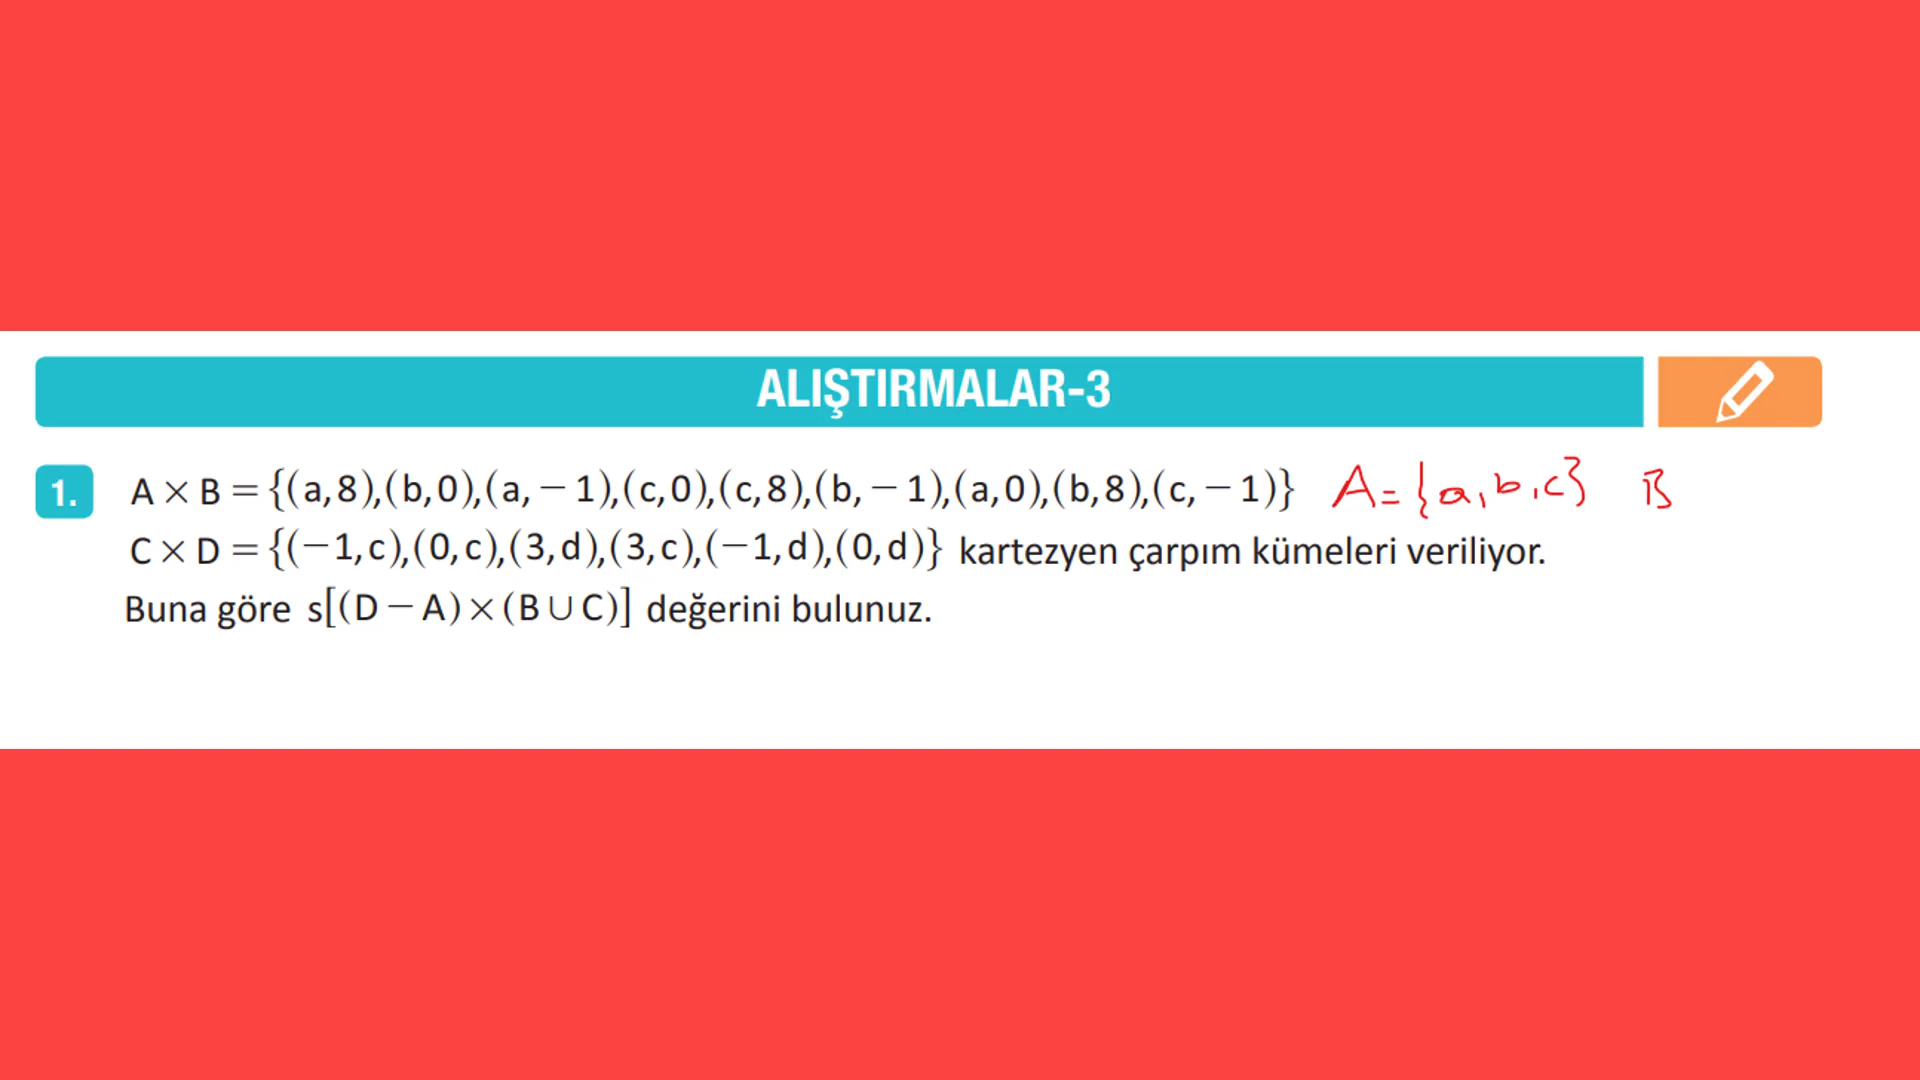 ALIŞTIRMALAR-3
1. A × B = {(a,8),(b,0),(a,−1),(c,0),(c,8),(b,−1),(a,0),(b,8),(c,−1)} A = {a,b,c} B
C × D = {(−1,c),(0,c),(3,d),(3,c),(−1,d),(0,d)} kartezyen çarpım kümeleri veriliyor.
Buna göre s[(D − A) × (B ∪ C)] değerini bulunuz.